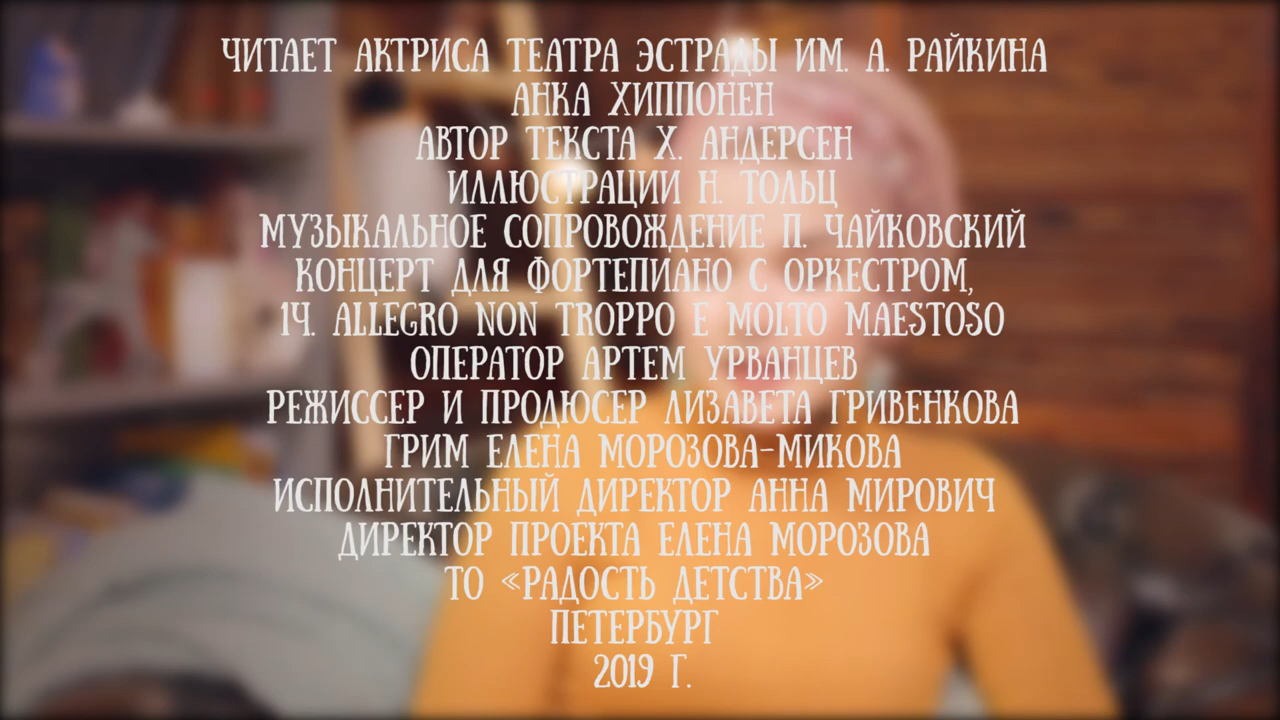 ЧИТАЕТ АКТРИСА ТЕАТРА ЭСТРАДЫ ИМ. А. РАЙКИНА
АНКА ХИППОНЕН
АВТОР ТЕКСТА Х. АНДЕРСЕН
ИЛЛЮСТРАЦИИ Н. ТОЛЬЦ
МУЗЫКАЛЬНОЕ СОПРОВОЖДЕНИЕ П. ЧАЙКОВСКИЙ
КОНЦЕРТ ДЛЯ ФОРТЕПИАНО С ОРКЕСТРОМ,
1Ч. ALLEGRO NON TROPPO E MOLTO MAESTOSO
ОПЕРАТОР АРТЕМ УРВАНЦЕВ
РЕЖИССЕР И ПРОДЮСЕР ЛИЗАВЕТА ГРИВЕНКОВА
ГРИМ ЕЛЕНА МОРОЗОВА-МИКОВА
ИСПОЛНИТЕЛЬНЫЙ ДИРЕКТОР АННА МИРОВИЧ
ДИРЕКТОР ПРОЕКТА ЕЛЕНА МОРОЗОВА
ТО «РАДОСТЬ ДЕТСТВА»
ПЕТЕРБУРГ
2019 Г.